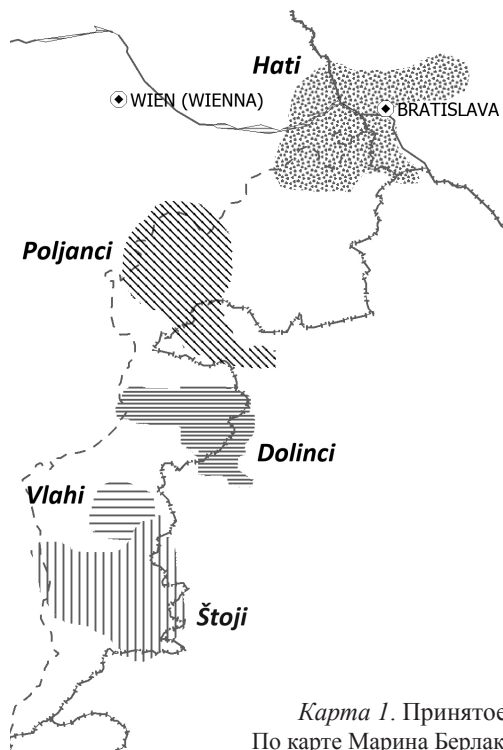 Hati
WIEN (WIENNA)
BRATISLAVA
Poljanci
Dolinci
Vlahi
Štoji
Карта 1. Принятое
По карте Марина Берлак